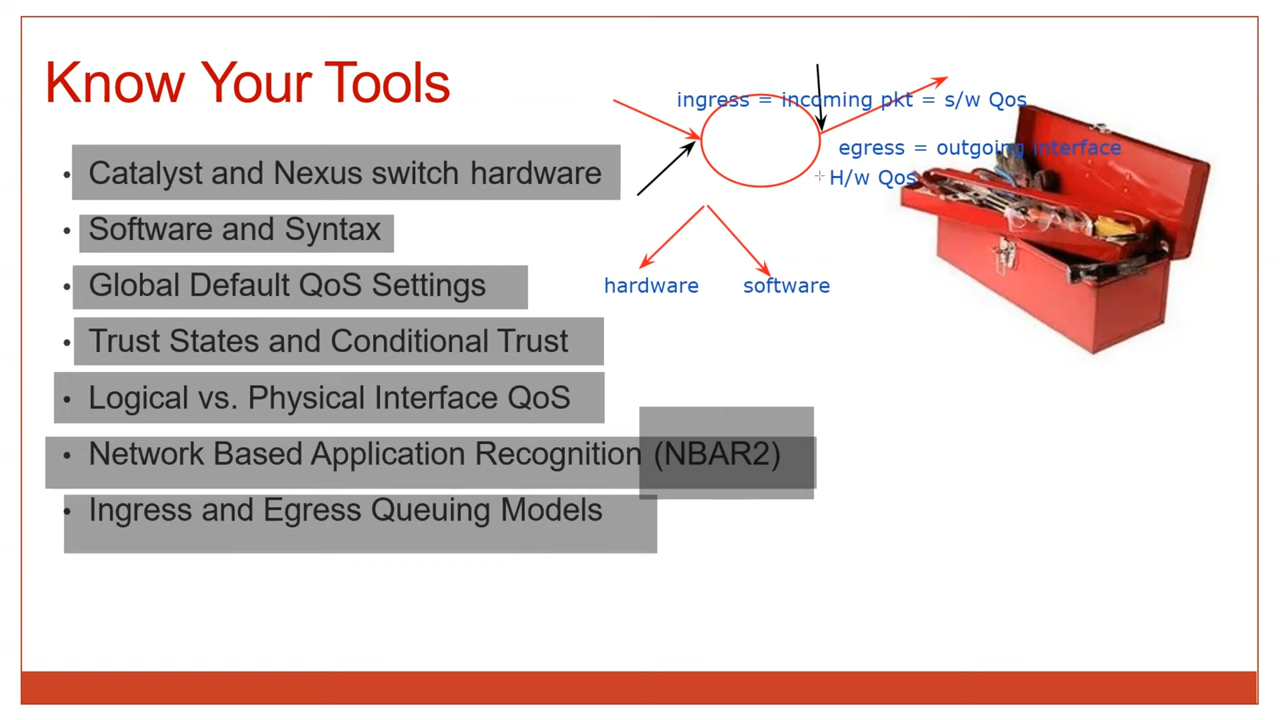 Know Your Tools
ingress = incoming pkt = s/w Qos
egress = outgoing interface
H/w Qos
hardware
software
• Catalyst and Nexus switch hardware
• Software and Syntax
• Global Default QoS Settings
• Trust States and Conditional Trust
• Logical vs. Physical Interface QoS
• Network Based Application Recognition (NBAR2)
• Ingress and Egress Queuing Models